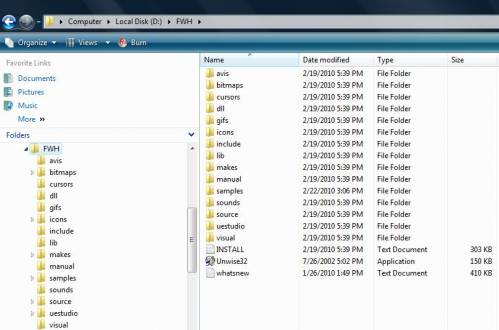 Computer ▸ Local Disk (D:) ▸ FWH ▸
Organize Views Burn
Favorite Links
Documents
Pictures
Music
More »
Folders
FWH
avis
bitmaps
cursors
dll
gifs
icons
include
lib
makes
manual
samples
sounds
source
uestudio
visual
Name Date modified Type Size
avis 2/19/2010 5:39 PM File Folder
bitmaps 2/19/2010 5:39 PM File Folder
cursors 2/19/2010 5:39 PM File Folder
dll 2/19/2010 5:39 PM File Folder
gifs 2/19/2010 5:39 PM File Folder
icons 2/19/2010 5:39 PM File Folder
include 2/19/2010 5:39 PM File Folder
lib 2/19/2010 5:39 PM File Folder
makes 2/19/2010 5:39 PM File Folder
manual 2/19/2010 5:39 PM File Folder
samples 2/22/2010 3:06 PM File Folder
sounds 2/19/2010 5:39 PM File Folder
source 2/19/2010 5:39 PM File Folder
uestudio 2/19/2010 5:39 PM File Folder
visual 2/19/2010 5:39 PM File Folder
INSTALL 2/19/2010 5:39 PM Text Document 303 KB
Unwise32 7/26/2002 5:02 PM Application 150 KB
whatsnew 1/26/2010 1:49 PM Text Document 410 KB